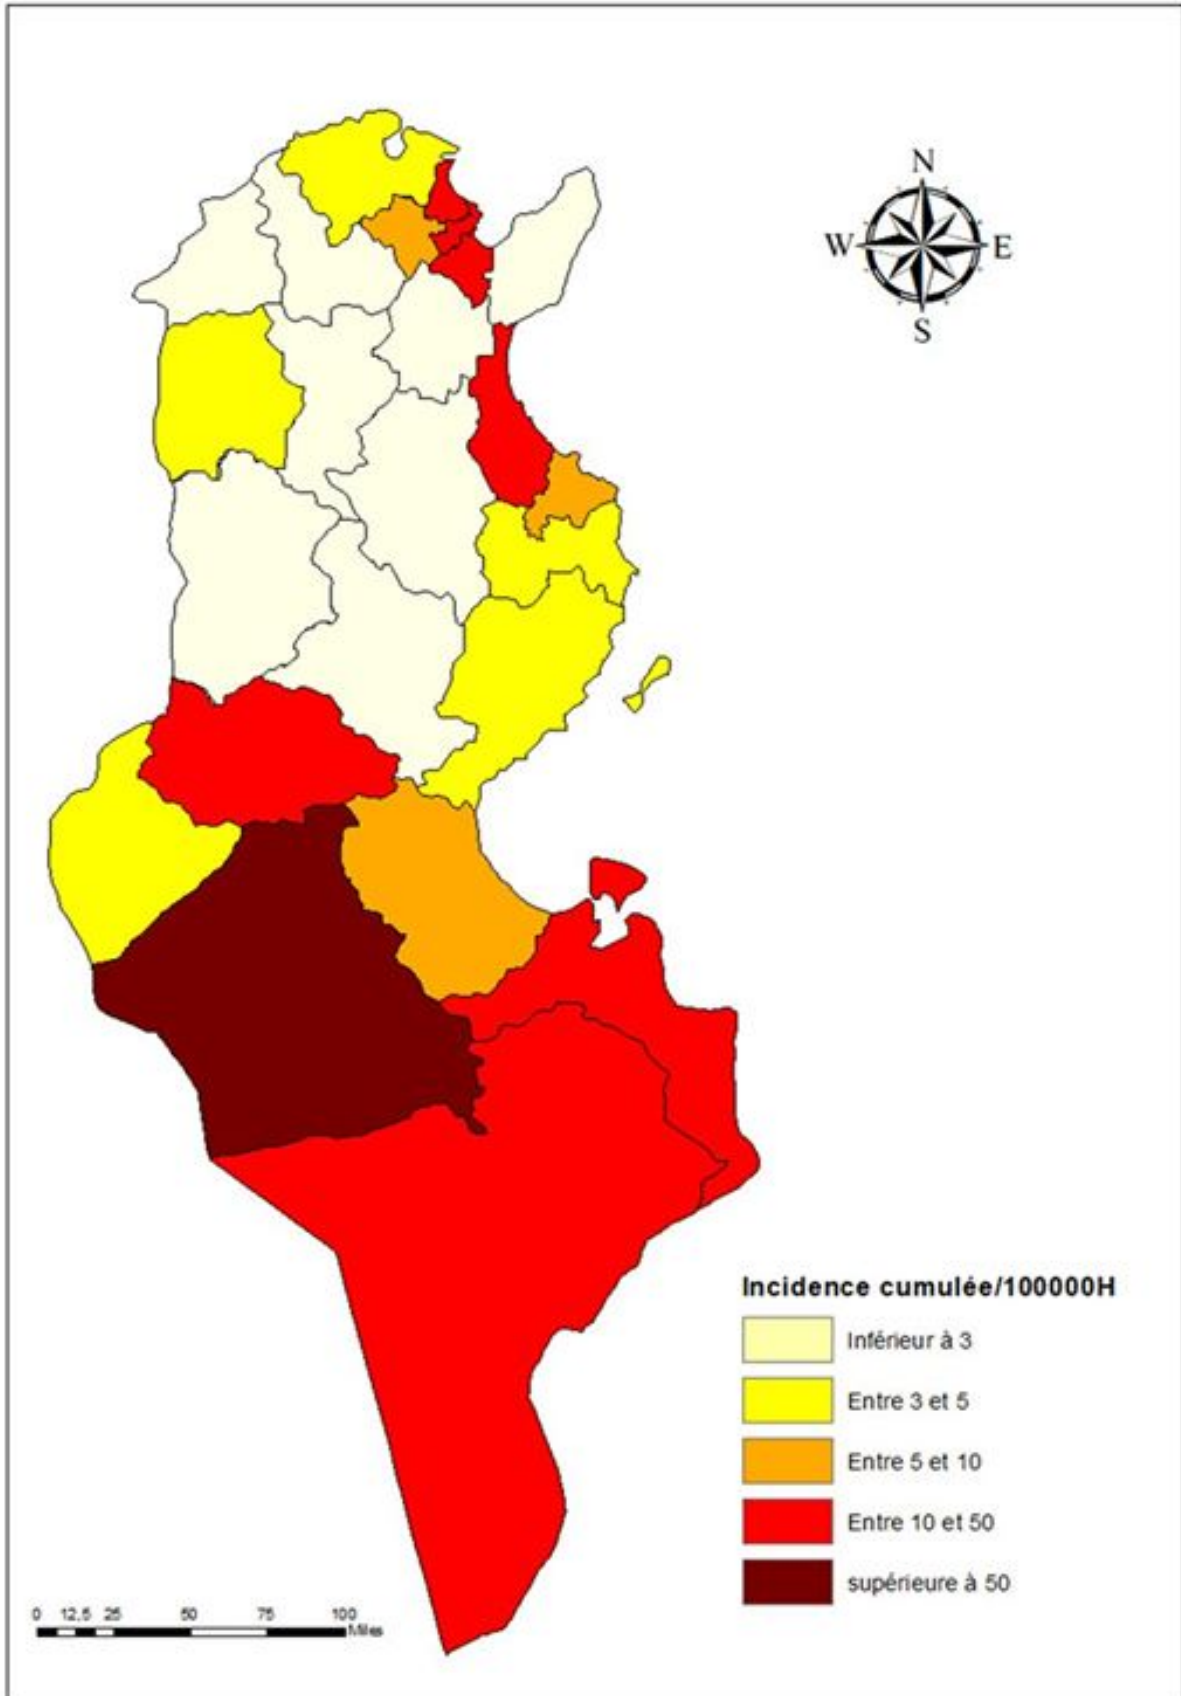 N
W E
S
Incidence cumulée/100000H
Inférieur à 3
Entre 3 et 5
Entre 5 et 10
Entre 10 et 50
supérieure à 50
0 12,5 25 50 75 100
Miles